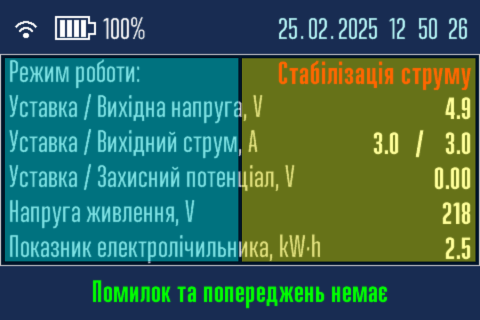 100% 25.02.2025 12 50 26
Режим роботи: Стабілізація струму
Уставка / Вихідна напруга, V 4.9
Уставка / Вихідний струм, A 3.0 / 3.0
Уставка / Захисний потенціал, V 0.00
Напруга живлення, V 218
Показник електролічильника, kW·h 2.5
Помилок та попереджень немає